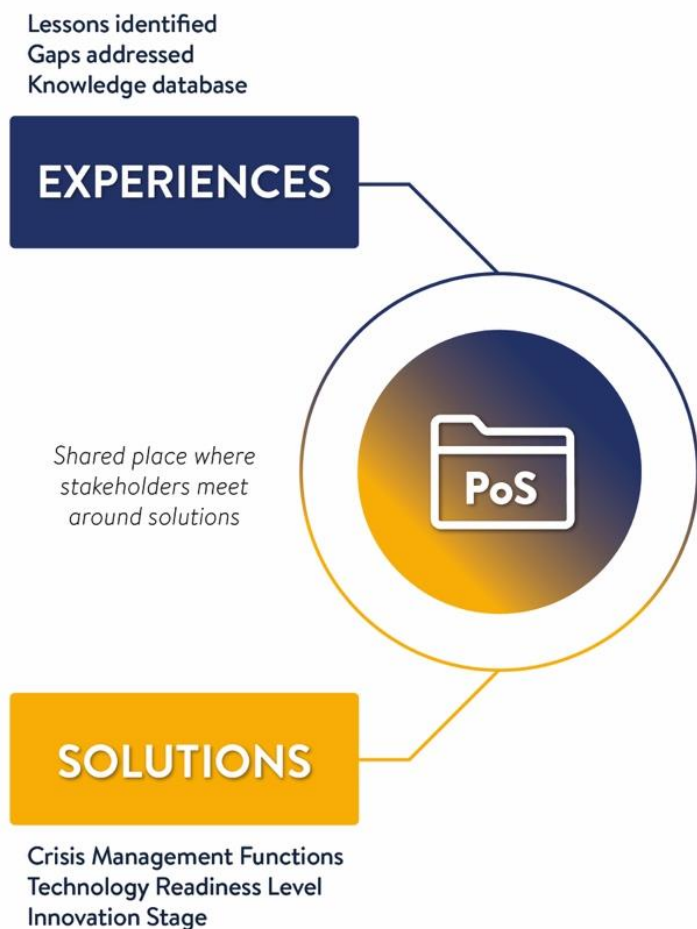 Lessons identified
Gaps addressed
Knowledge database
EXPERIENCES
Shared place where
stakeholders meet
around solutions
PoS
SOLUTIONS
Crisis Management Functions
Technology Readiness Level
Innovation Stage